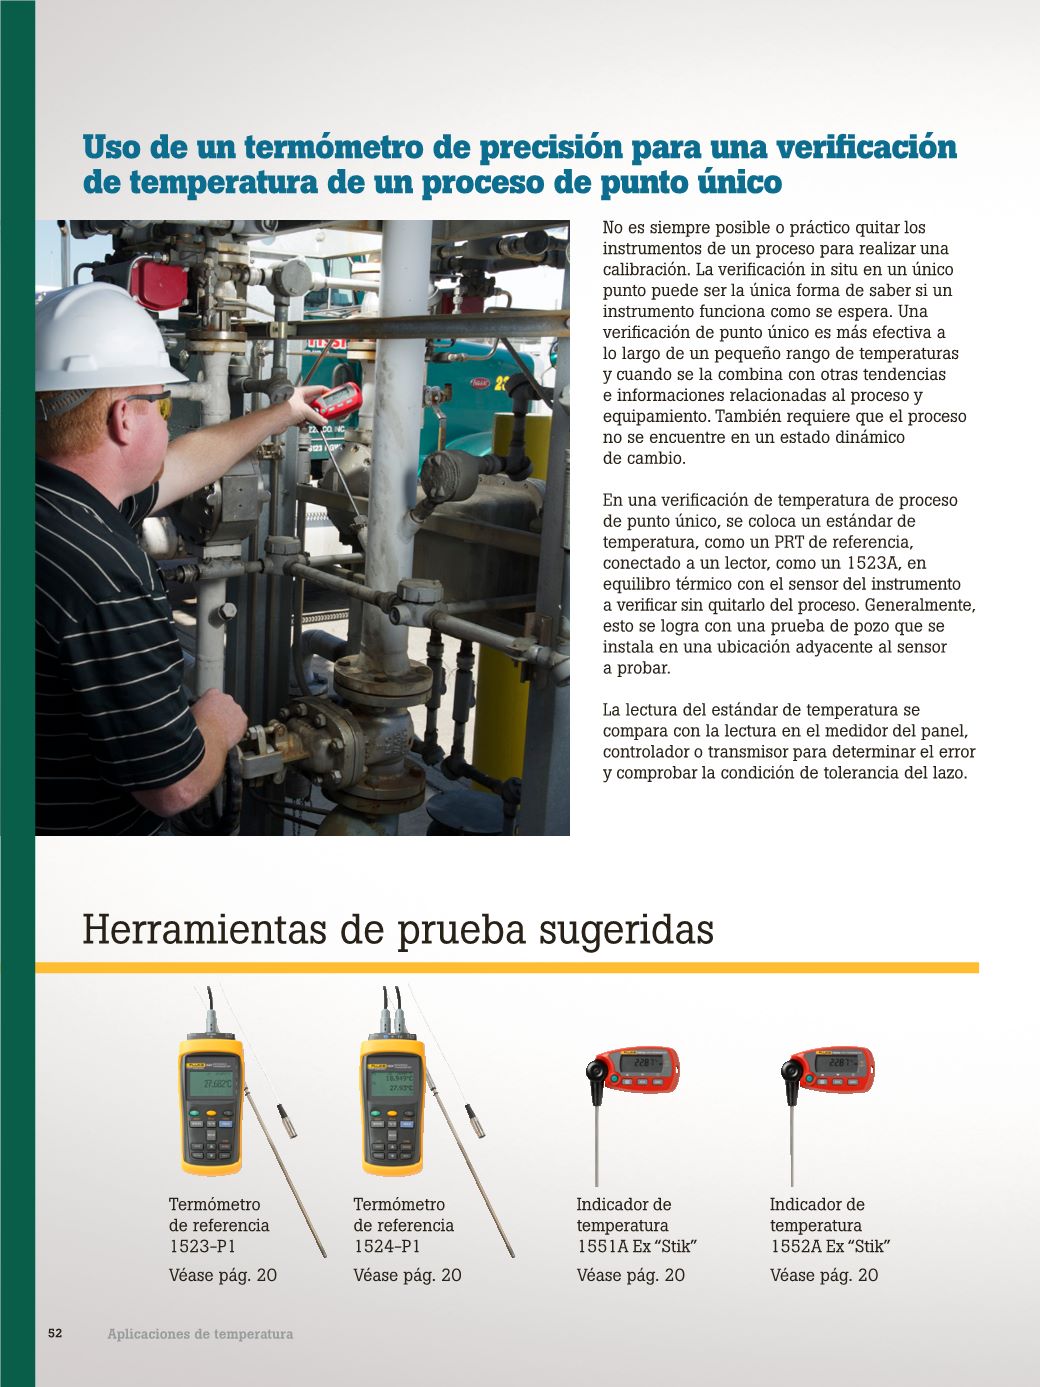 Uso de un termómetro de precisión para una verificación
de temperatura de un proceso de punto único
No es siempre posible o práctico quitar los
instrumentos de un proceso para realizar una
calibración. La verificación in situ en un único
punto puede ser la única forma de saber si un
instrumento funciona como se espera. Una
verificación de punto único es más efectiva a
lo largo de un pequeño rango de temperaturas
y cuando se la combina con otras tendencias
e informaciones relacionadas al proceso y
equipamiento. También requiere que el proceso
no se encuentre en un estado dinámico
de cambio.
En una verificación de temperatura de proceso
de punto único, se coloca un estándar de
temperatura, como un PRT de referencia,
conectado a un lector, como un 1523A, en
equilibro térmico con el sensor del instrumento
a verificar sin quitarlo del proceso. Generalmente,
esto se logra con una prueba de pozo que se
instala en una ubicación adyacente al sensor
a probar.
La lectura del estándar de temperatura se
compara con la lectura en el medidor del panel,
controlador o transmisor para determinar el error
y comprobar la condición de tolerancia del lazo.
Herramientas de prueba sugeridas
FLUKE
27.682°C
FLUKE
18.949°C
27.93°C
Termómetro
de referencia
1523-P1
Véase pág. 20
Termómetro
de referencia
1524-P1
Véase pág. 20
Indicador de
temperatura
1551A Ex “Stik”
Véase pág. 20
Indicador de
temperatura
1552A Ex “Stik”
Véase pág. 20
52 Aplicaciones de temperatura